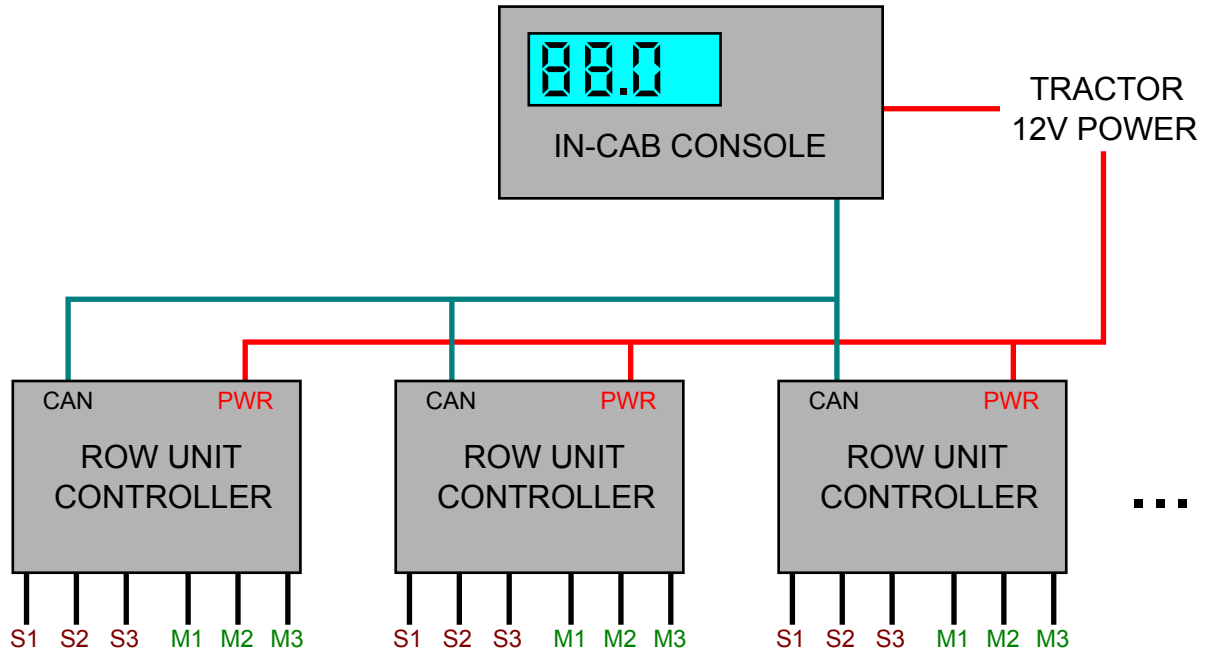 88.0
IN-CAB CONSOLE
TRACTOR
12V POWER
CAN PWR
ROW UNIT
CONTROLLER
S1 S2 S3 M1 M2 M3
CAN PWR
ROW UNIT
CONTROLLER
S1 S2 S3 M1 M2 M3
CAN PWR
ROW UNIT
CONTROLLER
S1 S2 S3 M1 M2 M3
...